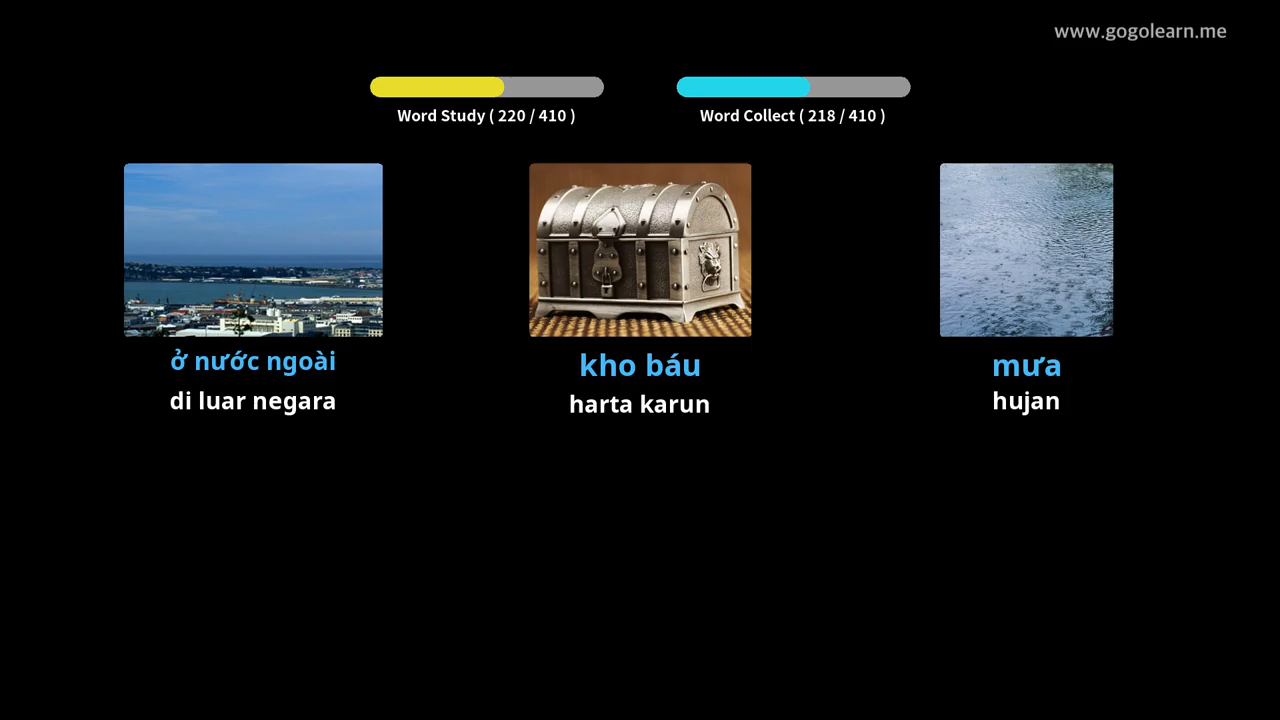 www.gogolearn.me
Word Study ( 220 / 410 )
Word Collect ( 218 / 410 )
ở nước ngoài
di luar negara
kho báu
harta karun
mưa
hujan